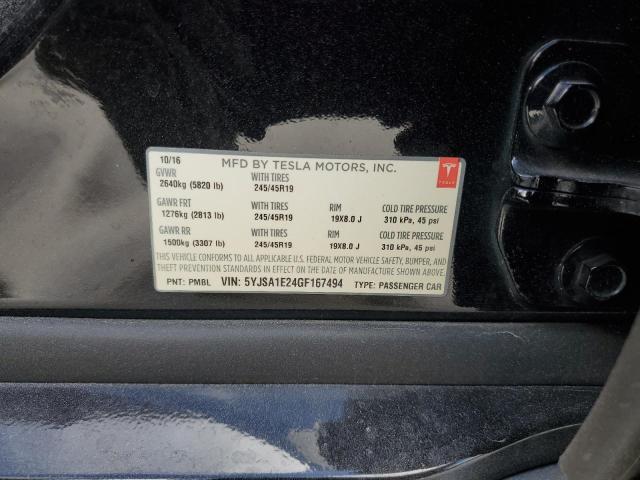 10/16 MFD BY TESLA MOTORS, INC.
GVWR WITH TIRES
2640kg (5820 lb) 245/45R19
TESLA
GAWR FRT WITH TIRES RIM COLD TIRE PRESSURE
1276kg (2813 lb) 245/45R19 19X8.0 J 310 kPa, 45 psi
GAWR RR WITH TIRES RIM COLD TIRE PRESSURE
1500kg (3307 lb) 245/45R19 19X8.0 J 310 kPa, 45 psi
THIS VEHICLE CONFORMS TO ALL APPLICABLE U.S. FEDERAL MOTOR VEHICLE SAFETY, BUMPER,
AND THEFT PREVENTION STANDARDS IN EFFECT ON THE DATE OF MANUFACTURE SHOWN ABOVE.
PNT: PMBL VIN: 5YJSA1E24GF167494 TYPE: PASSENGER CAR